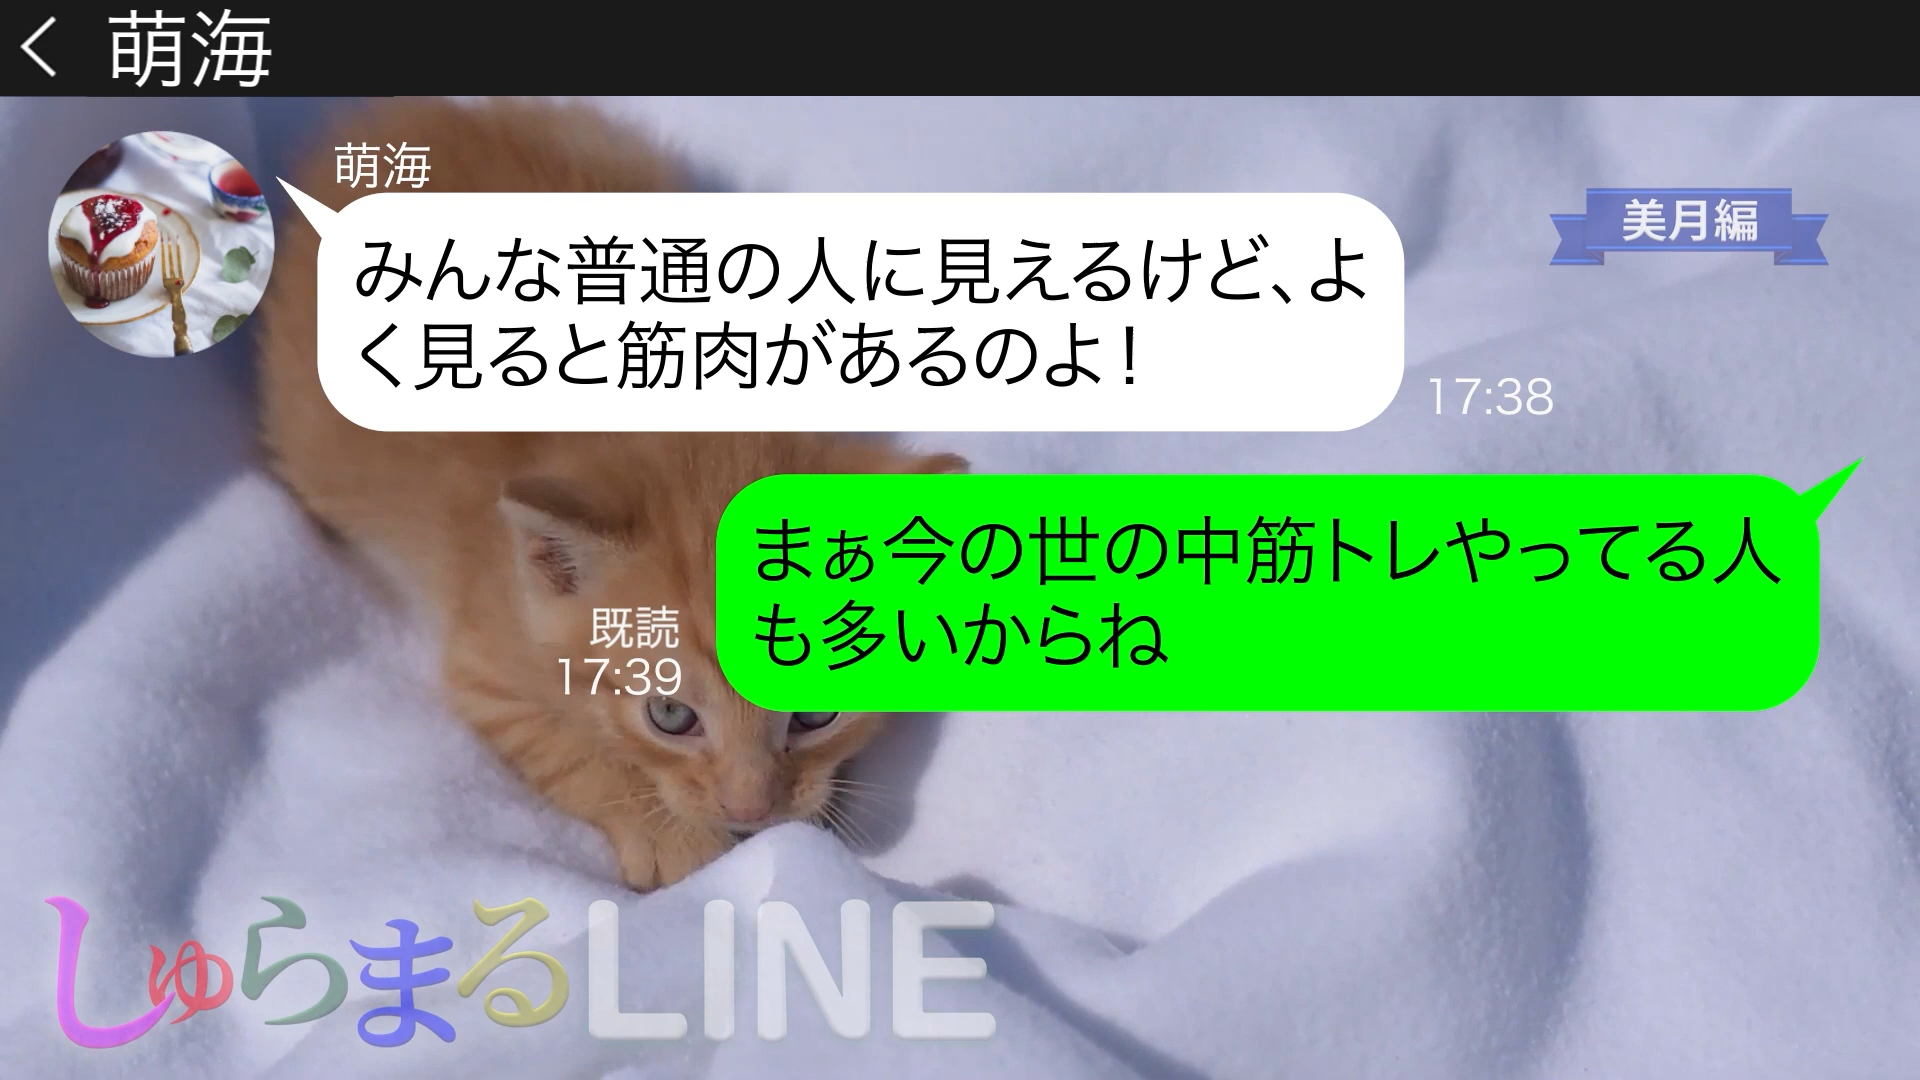 萌海
萌海
美月編
みんな普通の人に見えるけど、よ
く見ると筋肉があるのよ！
17:38
まぁ今の世の中筋トレやってる人
も多いからね
既読
17:39
しゅらまるLINE